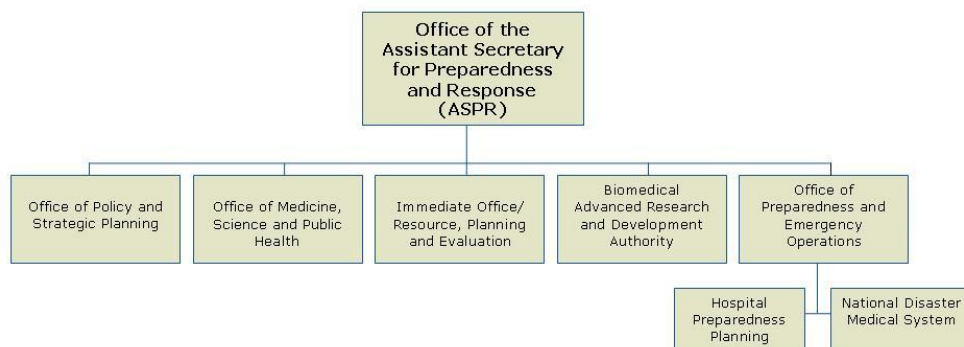 Office of the
Assistant Secretary
for Preparedness
and Response
(ASPR)
Office of Policy and
Strategic Planning
Office of Medicine,
Science and Public
Health
Immediate Office/
Resource, Planning
and Evaluation
Biomedical
Advanced Research
and Development
Authority
Office of
Preparedness and
Emergency
Operations
Hospital
Preparedness
Planning
National Disaster
Medical System